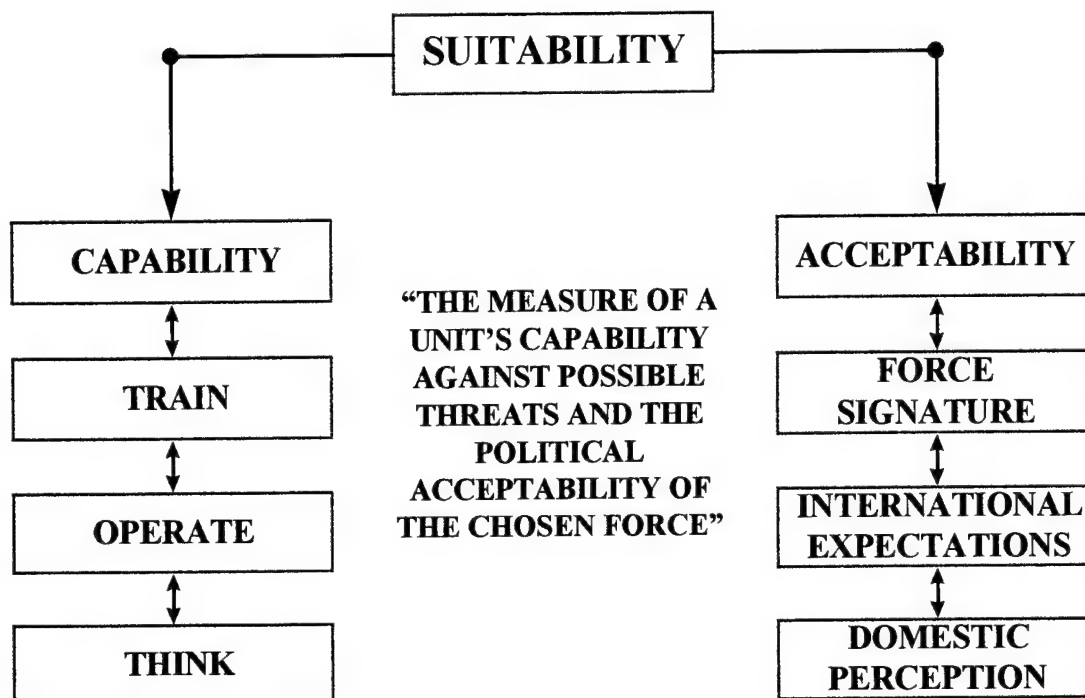 SUITABILITY
CAPABILITY
TRAIN
OPERATE
THINK
“THE MEASURE OF A
UNIT’S CAPABILITY
AGAINST POSSIBLE
THREATS AND THE
POLITICAL
ACCEPTABILITY OF
THE CHOSEN FORCE”
ACCEPTABILITY
FORCE
SIGNATURE
INTERNATIONAL
EXPECTATIONS
DOMESTIC
PERCEPTION